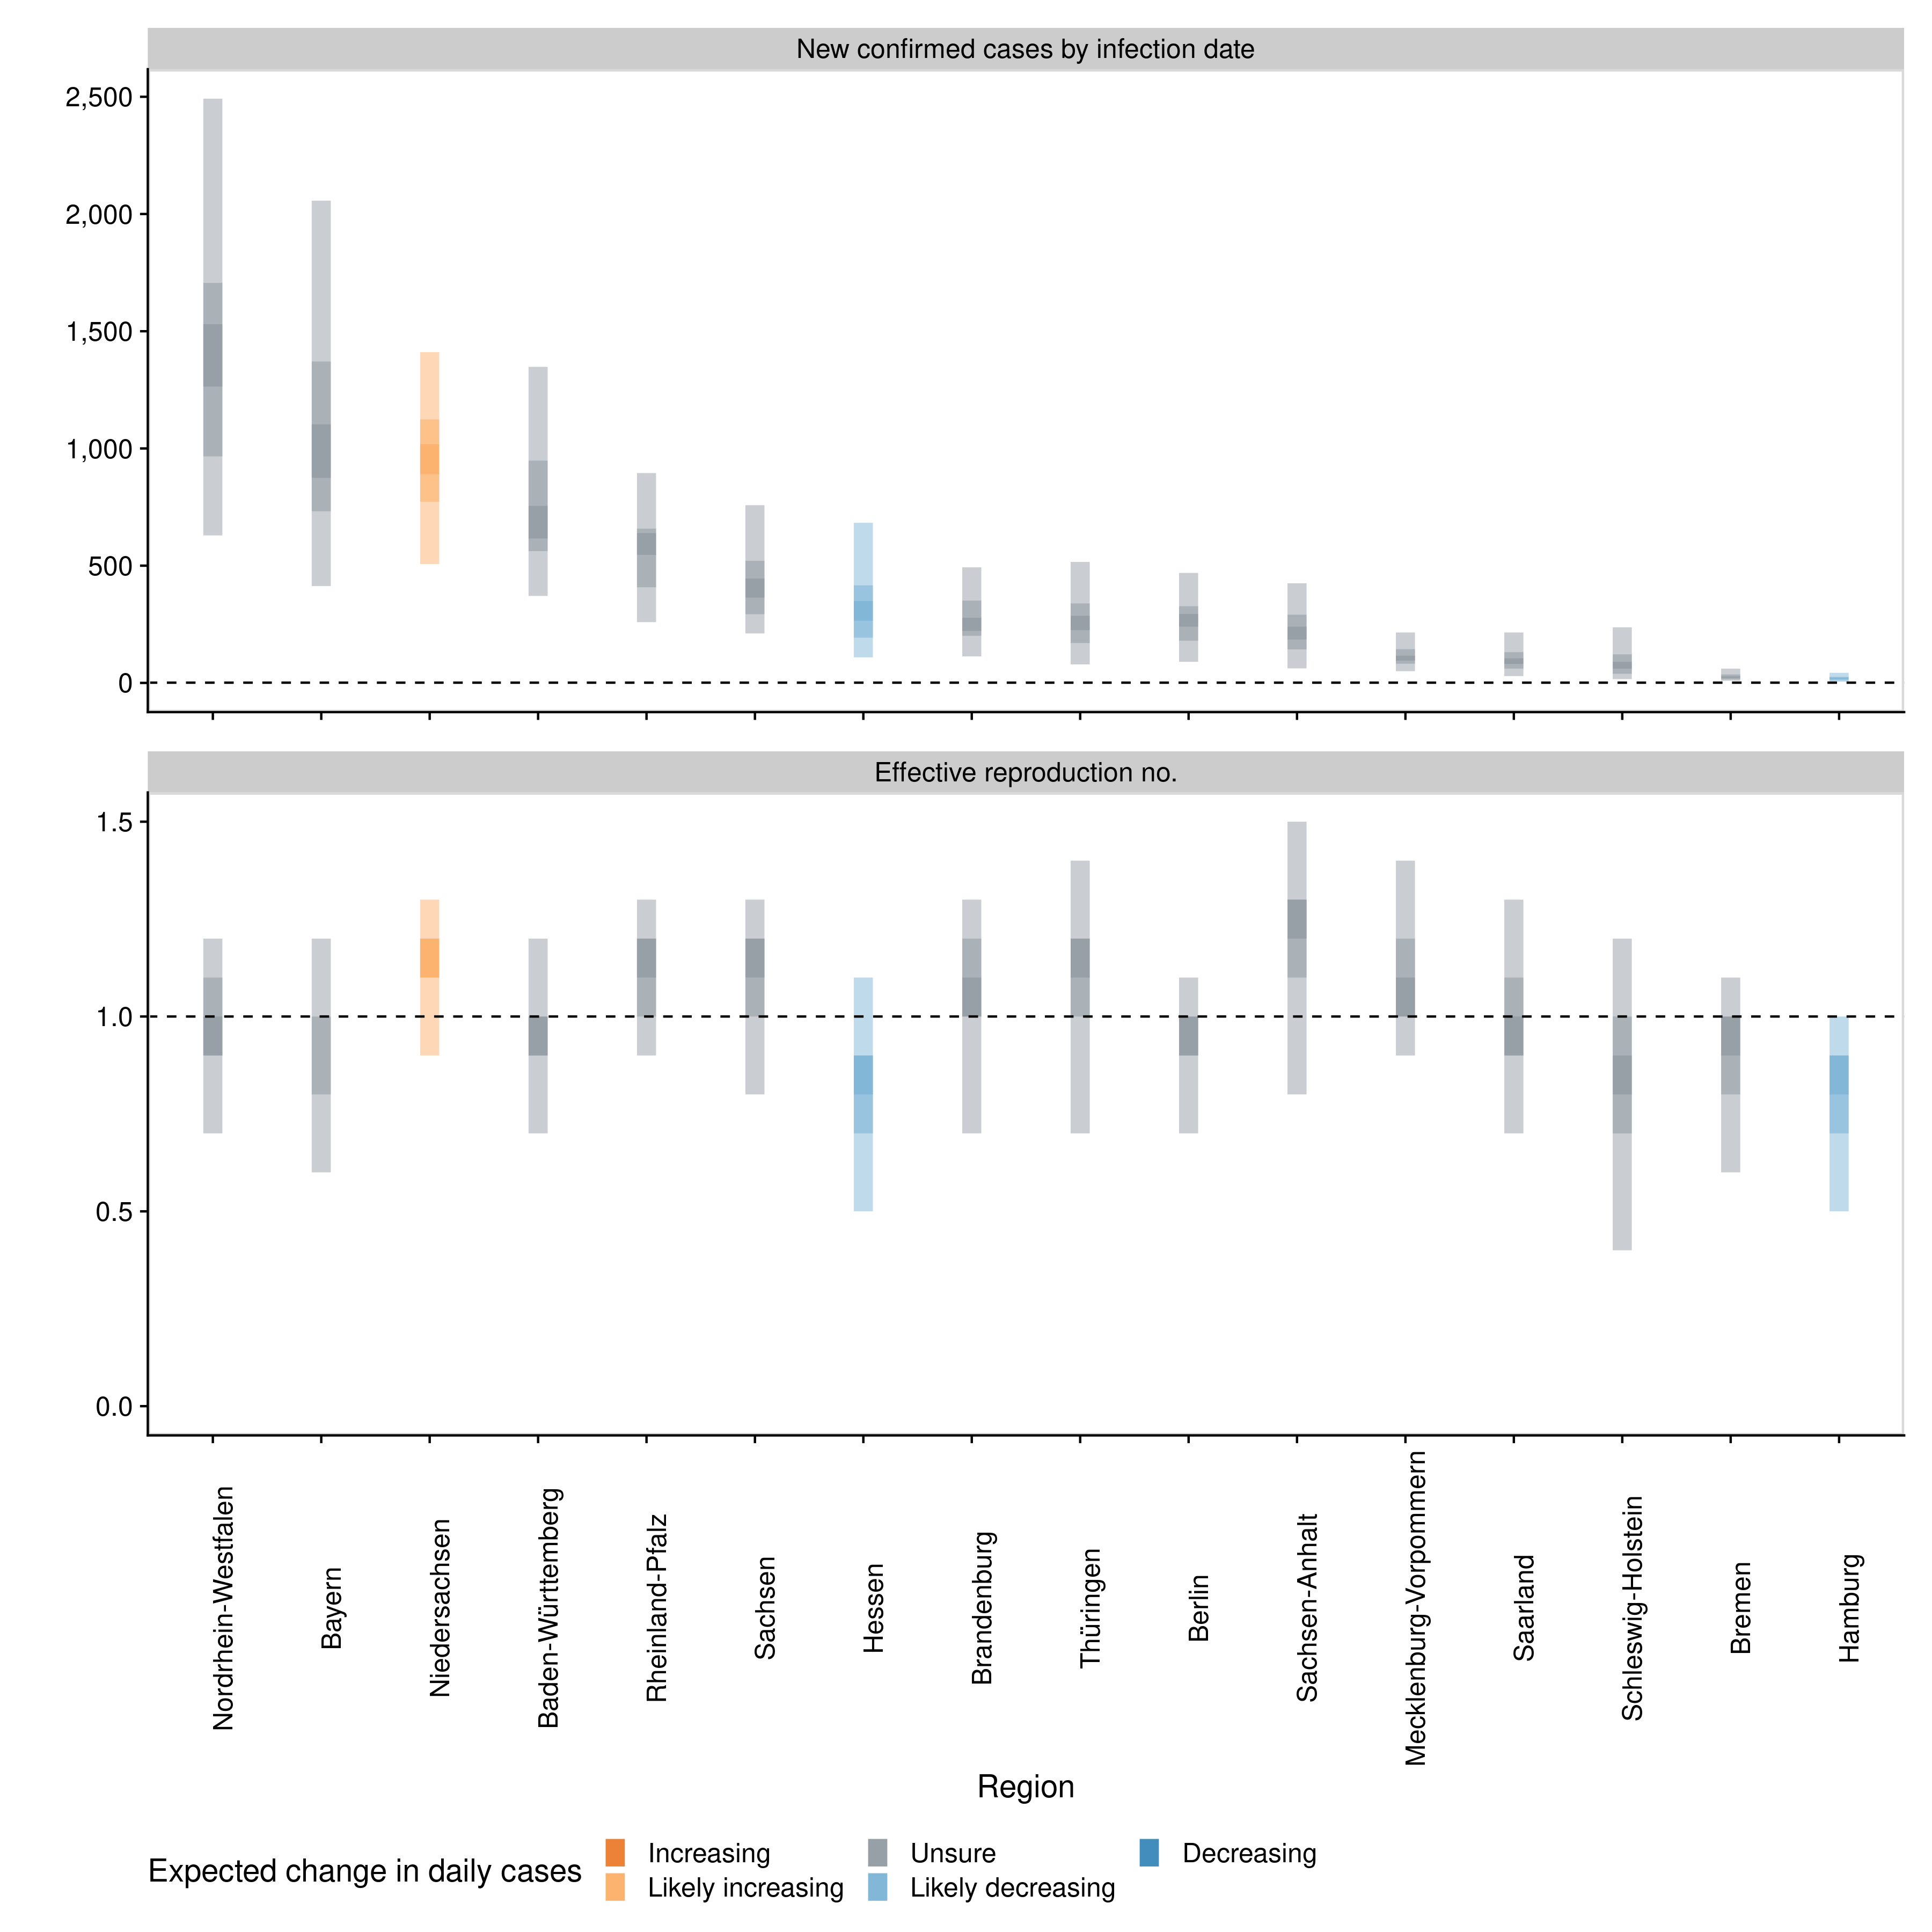 New confirmed cases by infection date
2,500
2,000
1,500
1,000
500
0
Effective reproduction no.
1.5
1.0
0.5
0.0
Nordrhein-Westfalen
Bayern
Niedersachsen
Baden-Württemberg
Rheinland-Pfalz
Sachsen
Hessen
Brandenburg
Thüringen
Berlin
Sachsen-Anhalt
Mecklenburg-Vorpommern
Saarland
Schleswig-Holstein
Bremen
Hamburg
Region
Expected change in daily cases
Increasing
Likely increasing
Unsure
Likely decreasing
Decreasing